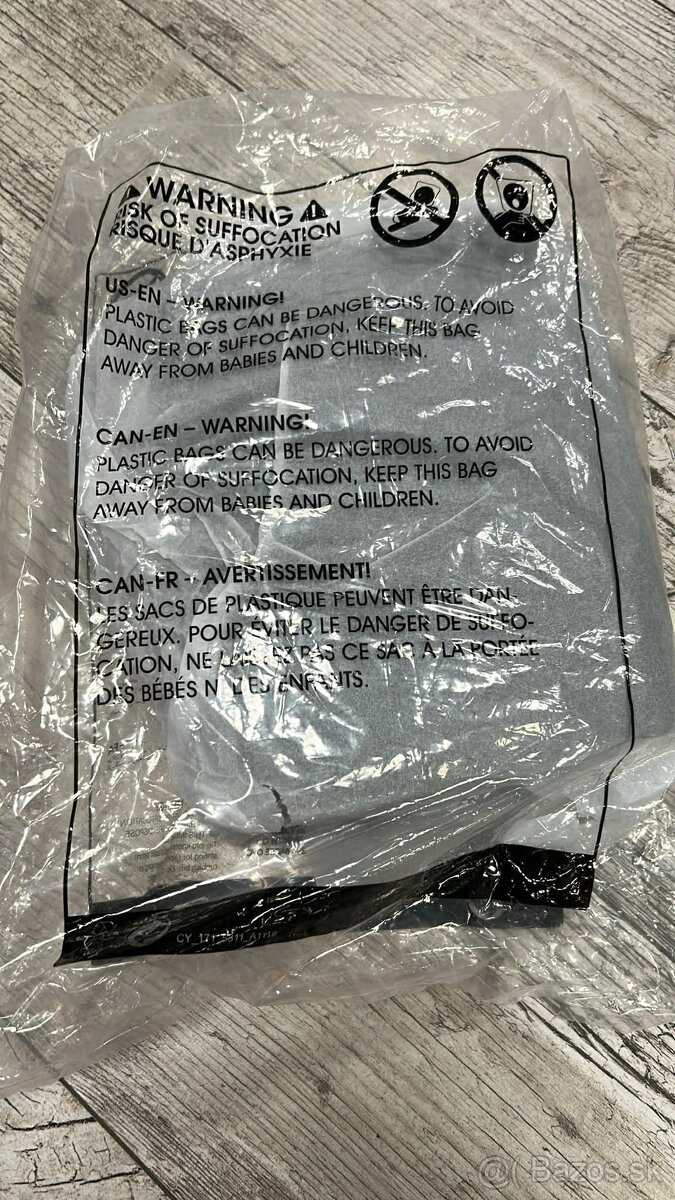 WARNING
RISK OF SUFFOCATION
RISQUE D'ASPHYXIE
US-EN – WARNING!
PLASTIC BAGS CAN BE DANGEROUS. TO AVOID
DANGER OF SUFFOCATION, KEEP THIS BAG
AWAY FROM BABIES AND CHILDREN.
CAN-EN – WARNING!
PLASTIC BAGS CAN BE DANGEROUS. TO AVOID
DANGER OF SUFFOCATION, KEEP THIS BAG
AWAY FROM BABIES AND CHILDREN.
CAN-FR - AVERTISSEMENT!
LES SACS DE PLASTIQUE PEUVENT ÊTRE DAN-
GEREUX. POUR ÉVITER LE DANGER DE SUFFO-
CATION, NE LAISSEZ PAS CE SAC À LA PORTÉE
DES BÉBÉS NI DES ENFANTS.
CY_171
Bazos.sk